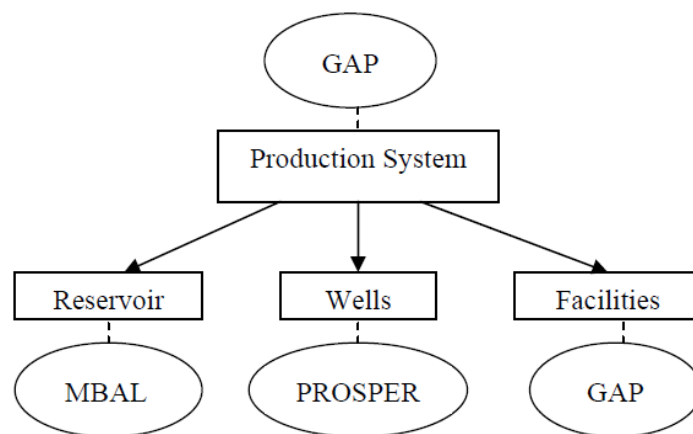 GAP
Production System
Reservoir
Wells
Facilities
MBAL
PROSPER
GAP